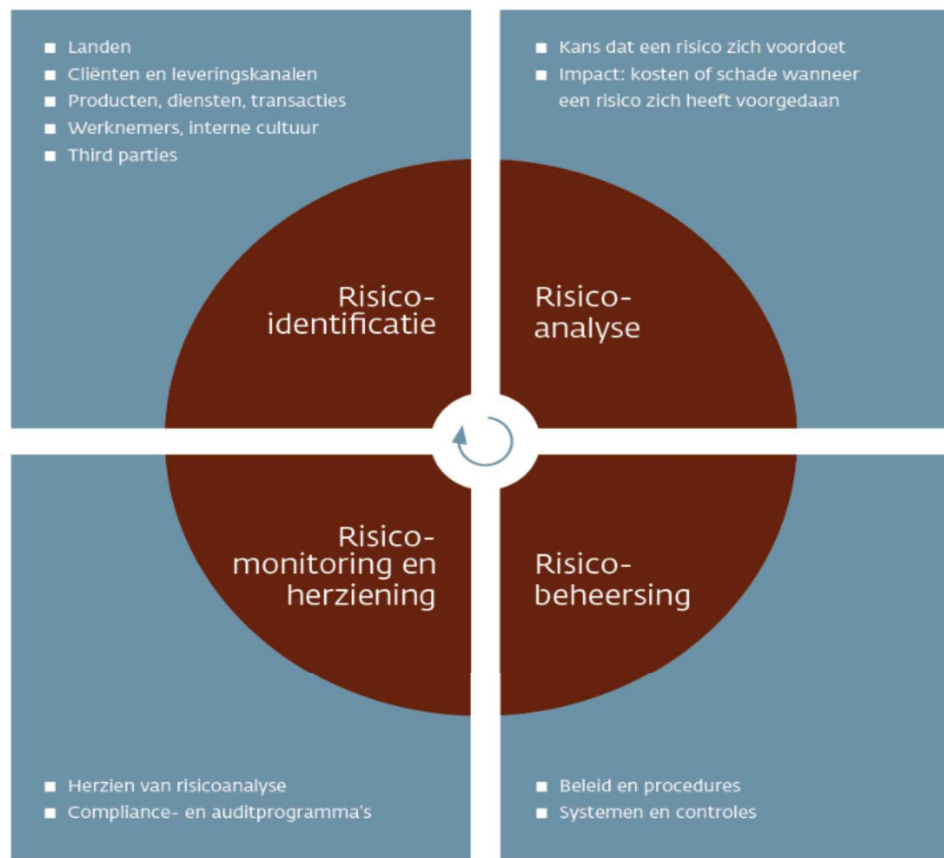 ■ Landen
■ Cliënten en leveringskanalen
■ Producten, diensten, transacties
■ Werknemers, interne cultuur
■ Third parties
■ Kans dat een risico zich voordoet
■ Impact: kosten of schade wanneer
een risico zich heeft voorgedaan
Risico-
identificatie
Risico-
analyse
Risico-
monitoring en
herziening
Risico-
beheersing
■ Herzien van risicoanalyse
■ Compliance- en auditprogramma's
■ Beleid en procedures
■ Systemen en controles